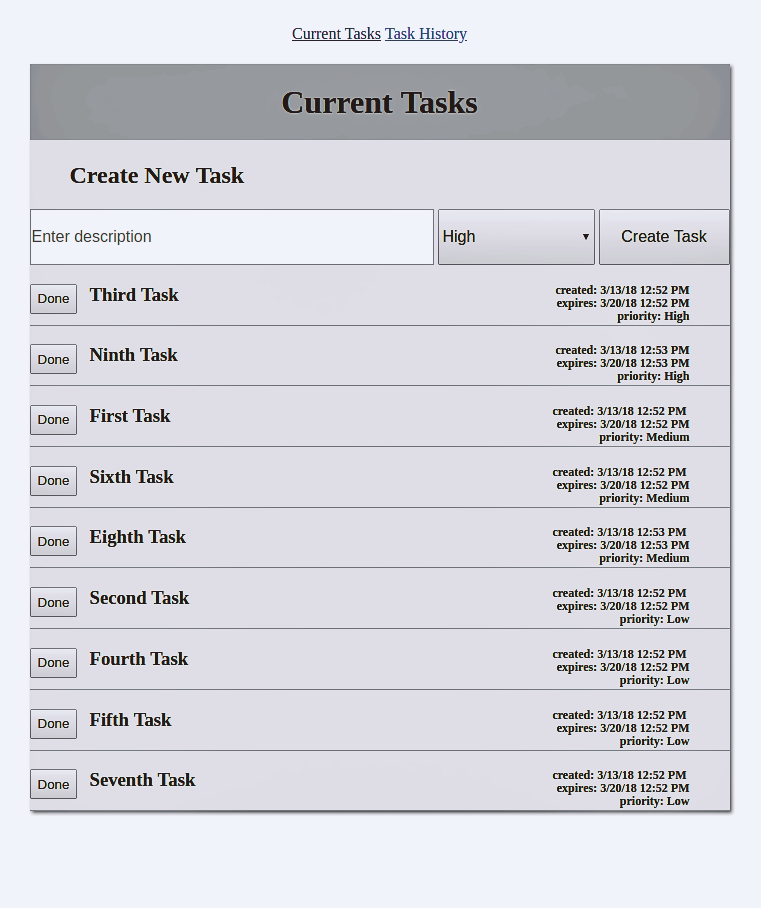 Current Tasks Task History
Current Tasks
Create New Task
Enter description High ▾ Create Task
Done Third Task
created: 3/13/18 12:52 PM
expires: 3/20/18 12:52 PM
priority: High
Done Ninth Task
created: 3/13/18 12:53 PM
expires: 3/20/18 12:53 PM
priority: High
Done First Task
created: 3/13/18 12:52 PM
expires: 3/20/18 12:52 PM
priority: Medium
Done Sixth Task
created: 3/13/18 12:52 PM
expires: 3/20/18 12:52 PM
priority: Medium
Done Eighth Task
created: 3/13/18 12:53 PM
expires: 3/20/18 12:53 PM
priority: Medium
Done Second Task
created: 3/13/18 12:52 PM
expires: 3/20/18 12:52 PM
priority: Low
Done Fourth Task
created: 3/13/18 12:52 PM
expires: 3/20/18 12:52 PM
priority: Low
Done Fifth Task
created: 3/13/18 12:52 PM
expires: 3/20/18 12:52 PM
priority: Low
Done Seventh Task
created: 3/13/18 12:52 PM
expires: 3/20/18 12:52 PM
priority: Low